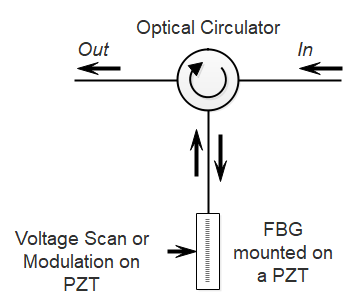 Optical Circulator
Out
In
Voltage Scan or
Modulation on
PZT
FBG
mounted on
a PZT